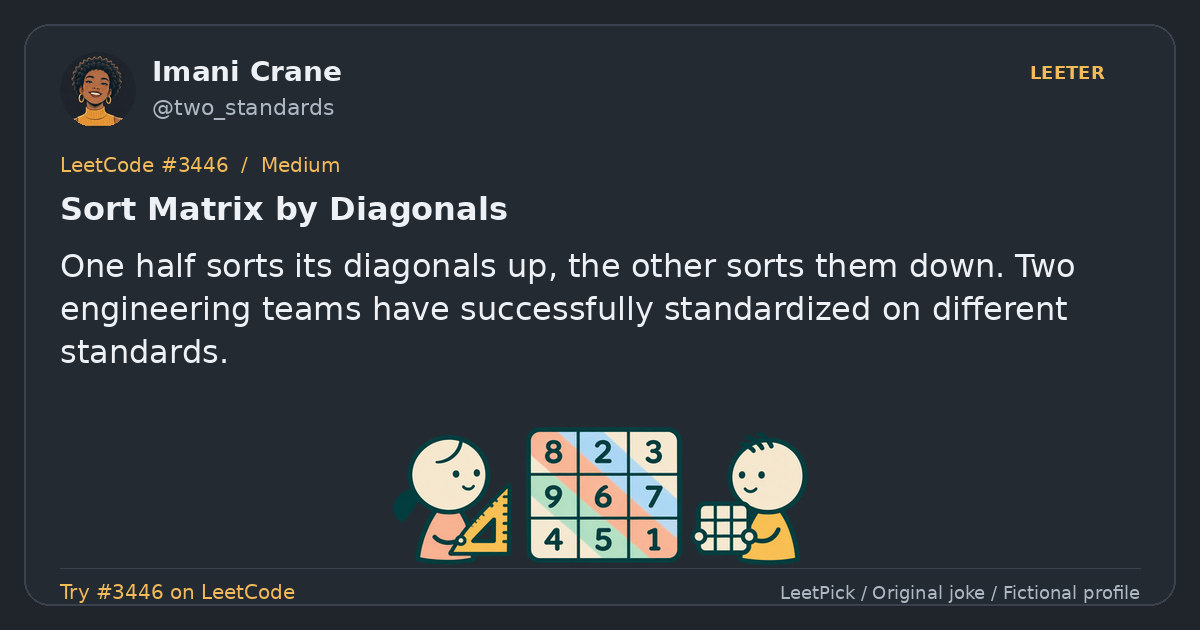 Imani Crane
@two_standards
LEETER
LeetCode #3446 / Medium
Sort Matrix by Diagonals
One half sorts its diagonals up, the other sorts them down. Two
engineering teams have successfully standardized on different
standards.
8 2 3
9 6 7
4 5 1
Try #3446 on LeetCode
LeetPick / Original joke / Fictional profile